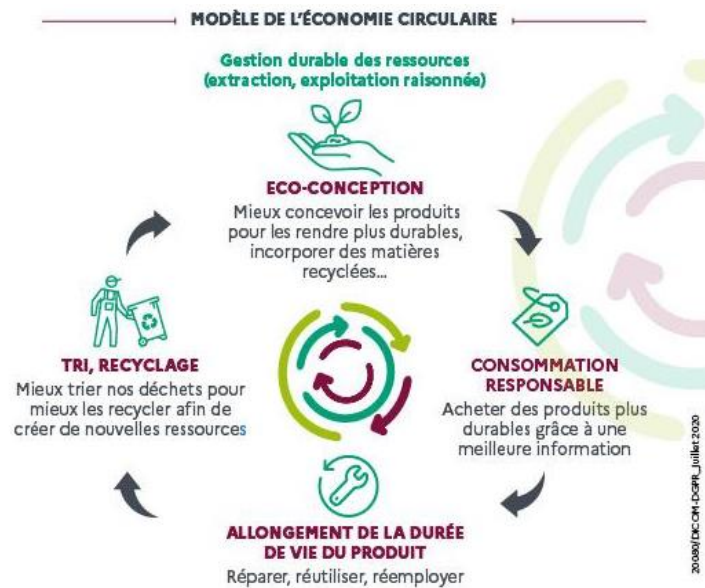 MODÈLE DE L'ÉCONOMIE CIRCULAIRE
Gestion durable des ressources
(extraction, exploitation raisonnée)
ECO-CONCEPTION
Mieux concevoir les produits
pour les rendre plus durables,
incorporer des matières
recyclées...
CONSOMMATION
RESPONSABLE
Acheter des produits plus
durables grâce à une
meilleure information
ALLONGEMENT DE LA DURÉE
DE VIE DU PRODUIT
Réparer, réutiliser, réemployer
TRI, RECYCLAGE
Mieux trier nos déchets pour
mieux les recycler afin de
créer de nouvelles ressources
20080/DICOM-DGPR_Juillet 2020